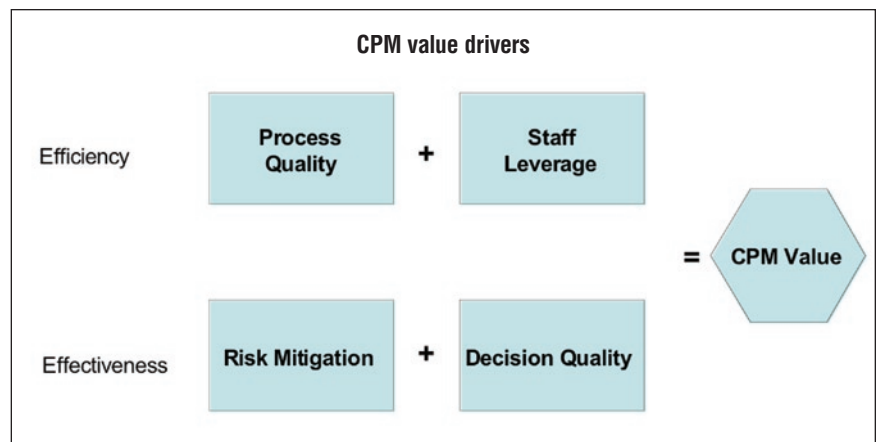 CPM value drivers
Efficiency
Process
Quality
+
Staff
Leverage
=
CPM Value
Effectiveness
Risk Mitigation
+
Decision Quality